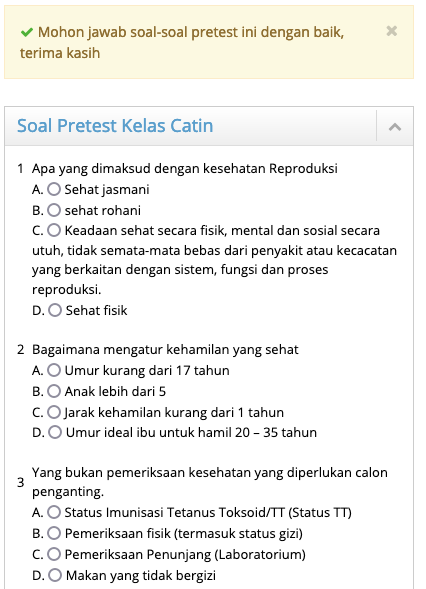 Mohon jawab soal-soal pretest ini dengan baik,
terima kasih
Soal Pretest Kelas Catin
1 Apa yang dimaksud dengan kesehatan Reproduksi
A. Sehat jasmani
B. sehat rohani
C. Keadaan sehat secara fisik, mental dan sosial secara
utuh, tidak semata-mata bebas dari penyakit atau kecacatan
yang berkaitan dengan sistem, fungsi dan proses
reproduksi.
D. Sehat fisik
2 Bagaimana mengatur kehamilan yang sehat
A. Umur kurang dari 17 tahun
B. Anak lebih dari 5
C. Jarak kehamilan kurang dari 1 tahun
D. Umur ideal ibu untuk hamil 20 – 35 tahun
3 Yang bukan pemeriksaan kesehatan yang diperlukan calon
penganting.
A. Status Imunisasi Tetanus Toksoid/TT (Status TT)
B. Pemeriksaan fisik (termasuk status gizi)
C. Pemeriksaan Penunjang (Laboratorium)
D. Makan yang tidak bergizi